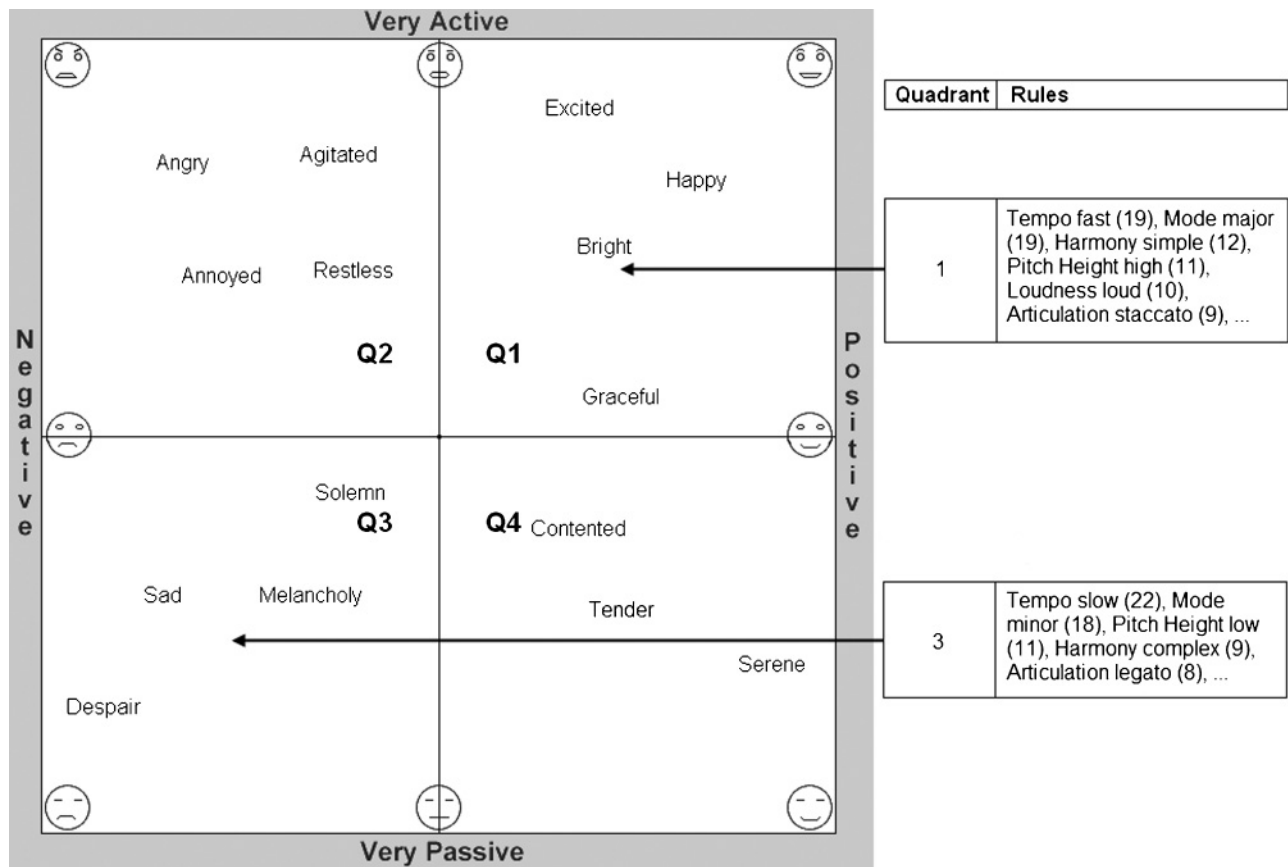 Very Active
Excited
Agitated
Angry
Happy
Bright
Restless
Annoyed
Q2
Q1
Graceful
Negative
Positive
Solemn
Q3
Q4
Contented
Sad
Melancholy
Tender
Serene
Despair
Very Passive
Quadrant Rules
1
Tempo fast (19), Mode major
(19), Harmony simple (12),
Pitch Height high (11),
Loudness loud (10),
Articulation staccato (9), ...
3
Tempo slow (22), Mode
minor (18), Pitch Height low
(11), Harmony complex (9),
Articulation legato (8), ...